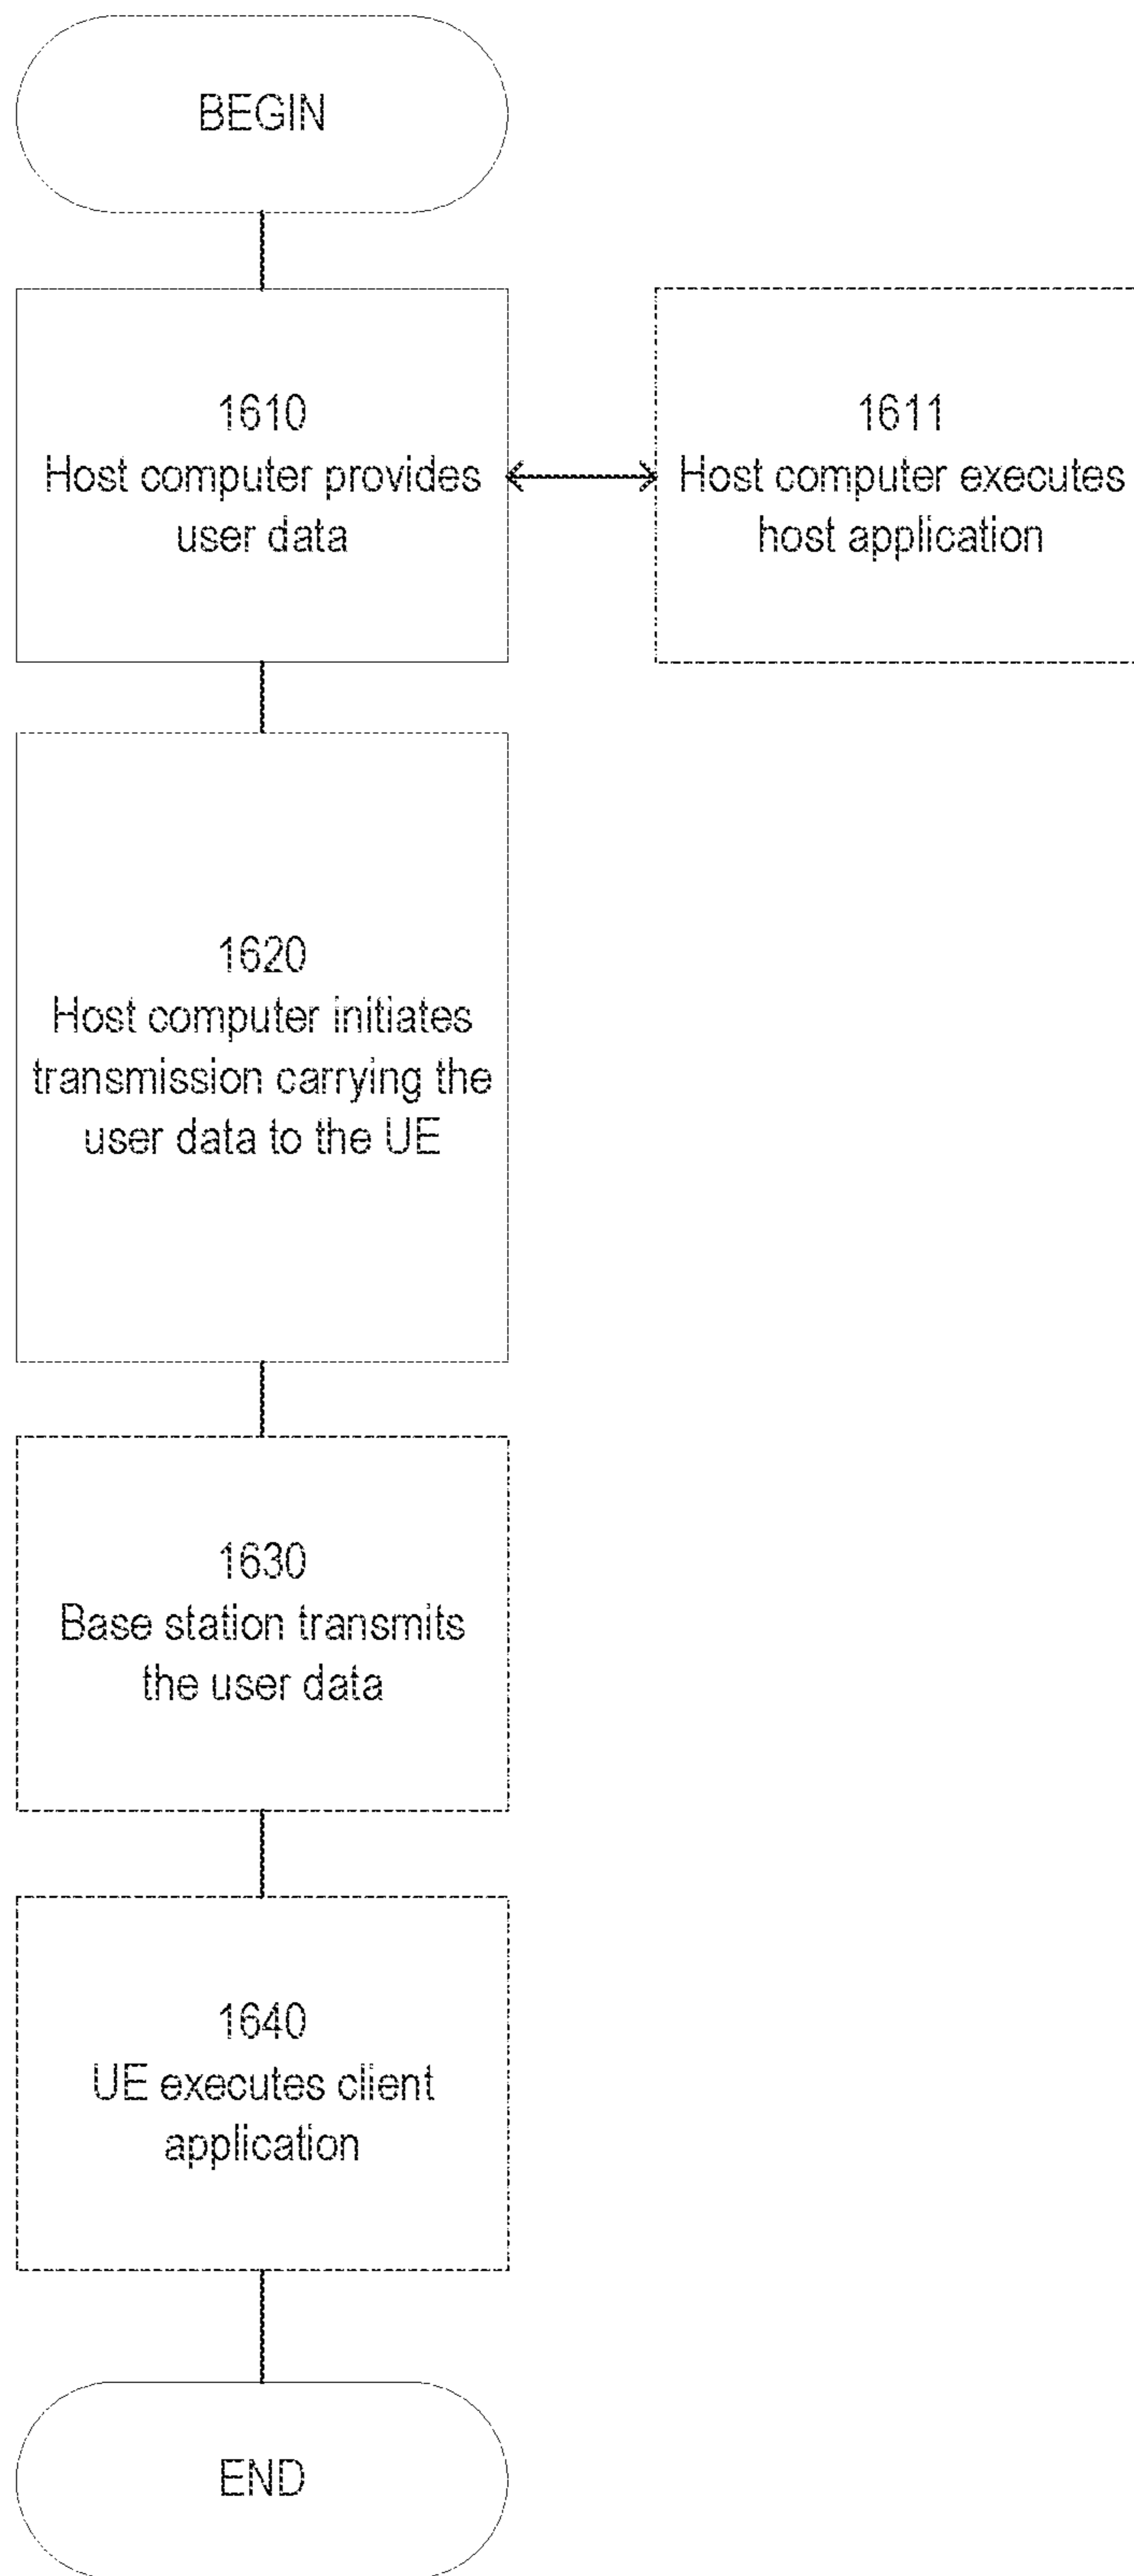 BEGIN
1610
Host computer provides
user data
1611
Host computer executes
host application
1620
Host computer initiates
transmission carrying the
user data to the UE
1630
Base station transmits
the user data
1640
UE executes client
application
END